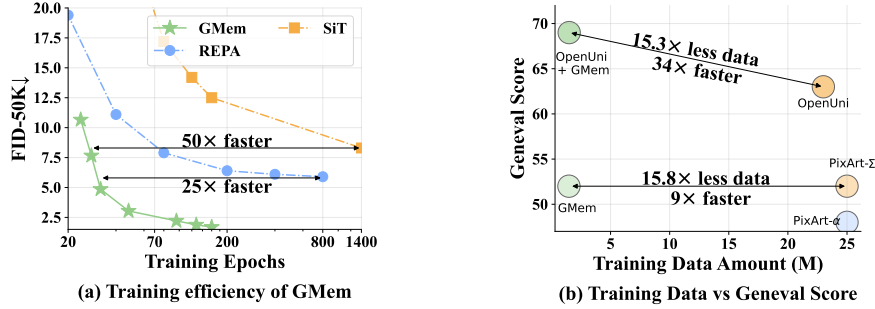 20.0
17.5
15.0
12.5
10.0
7.5
5.0
2.5
FID-50K↓
GMem
REPA
SiT
50× faster
25× faster
20
70
200
800
1400
Training Epochs
(a) Training efficiency of GMem
70
65
60
55
50
Geneval Score
15.3× less data
34× faster
OpenUni
+ GMem
OpenUni
PixArt-Σ
15.8× less data
9× faster
GMem
PixArt-α
5
10
15
20
25
Training Data Amount (M)
(b) Training Data vs Geneval Score